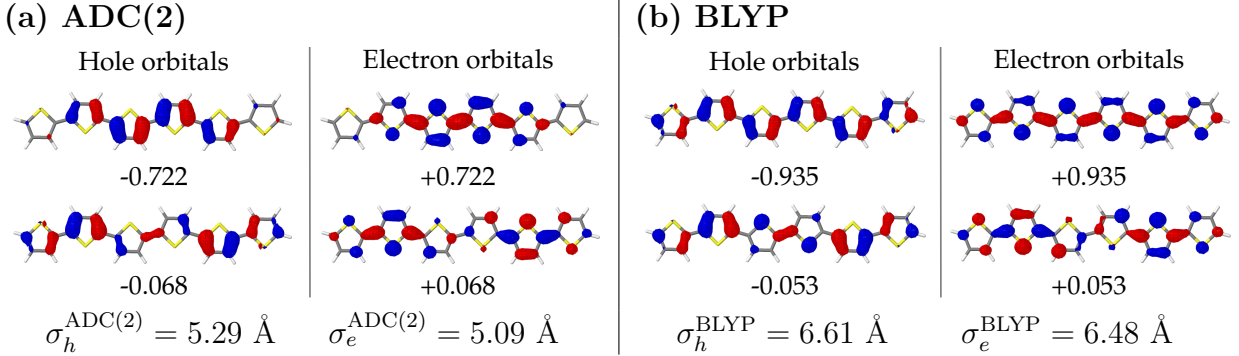 (a) ADC(2)
Hole orbitals
Electron orbitals
-0.722
+0.722
-0.068
+0.068
σ_h^ADC(2) = 5.29 Å
σ_e^ADC(2) = 5.09 Å
(b) BLYP
Hole orbitals
Electron orbitals
-0.935
+0.935
-0.053
+0.053
σ_h^BLYP = 6.61 Å
σ_e^BLYP = 6.48 Å